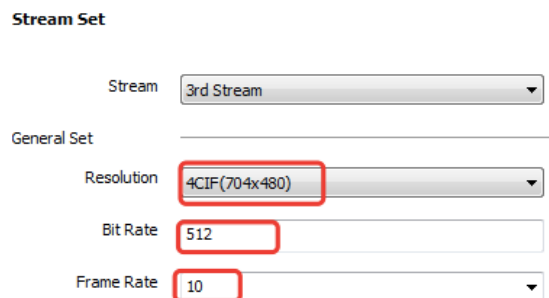 Stream Set
Stream 3rd Stream
General Set
Resolution 4CIF(704x480)
Bit Rate 512
Frame Rate 10